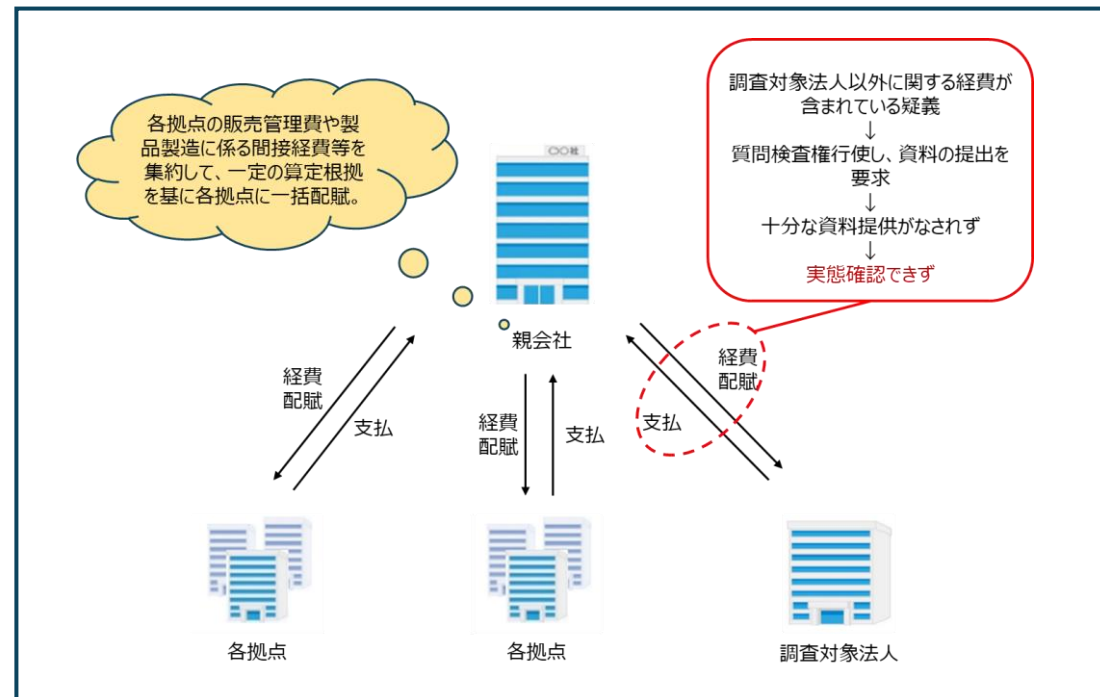 各拠点の販売管理費や製
品製造に係る間接経費等を
集約して、一定の算定根拠
を基に各拠点に一括配賦。
〇〇社
調査対象法人以外に関する経費が
含まれている疑義
↓
質問検査権行使し、資料の提出を
要求
↓
十分な資料提供がなされず
↓
実態確認できず
親会社
経費
配賦
支払
経費
配賦
支払
経費
配賦
支払
各拠点
各拠点
調査対象法人